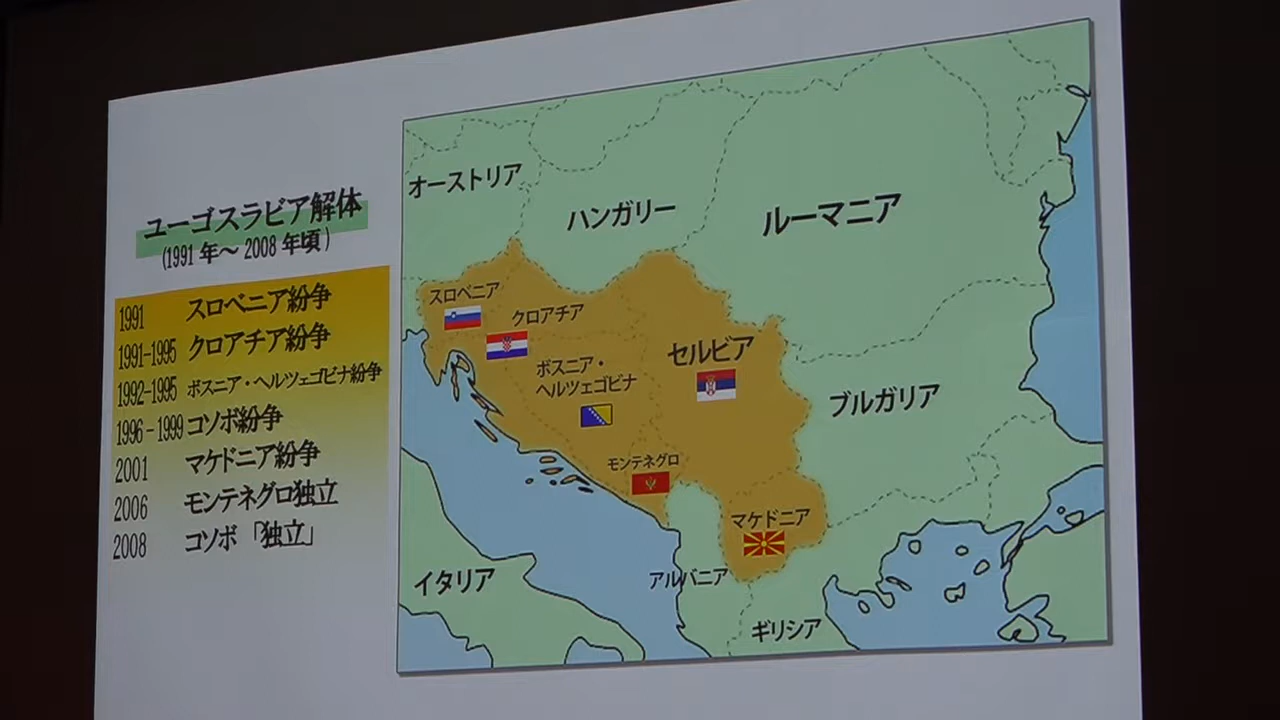 ユーゴスラビア解体
(1991 年～ 2008 年頃)
1991 スロベニア紛争
1991-1995 クロアチア紛争
1992-1995 ボスニア・ヘルツェゴビナ紛争
1996-1999 コソボ紛争
2001 マケドニア紛争
2006 モンテネグロ独立
2008 コソボ「独立」
オーストリア
ハンガリー
ルーマニア
スロベニア
クロアチア
ボスニア・
ヘルツェゴビナ
セルビア
ブルガリア
モンテネグロ
マケドニア
アルバニア
イタリア
ギリシア